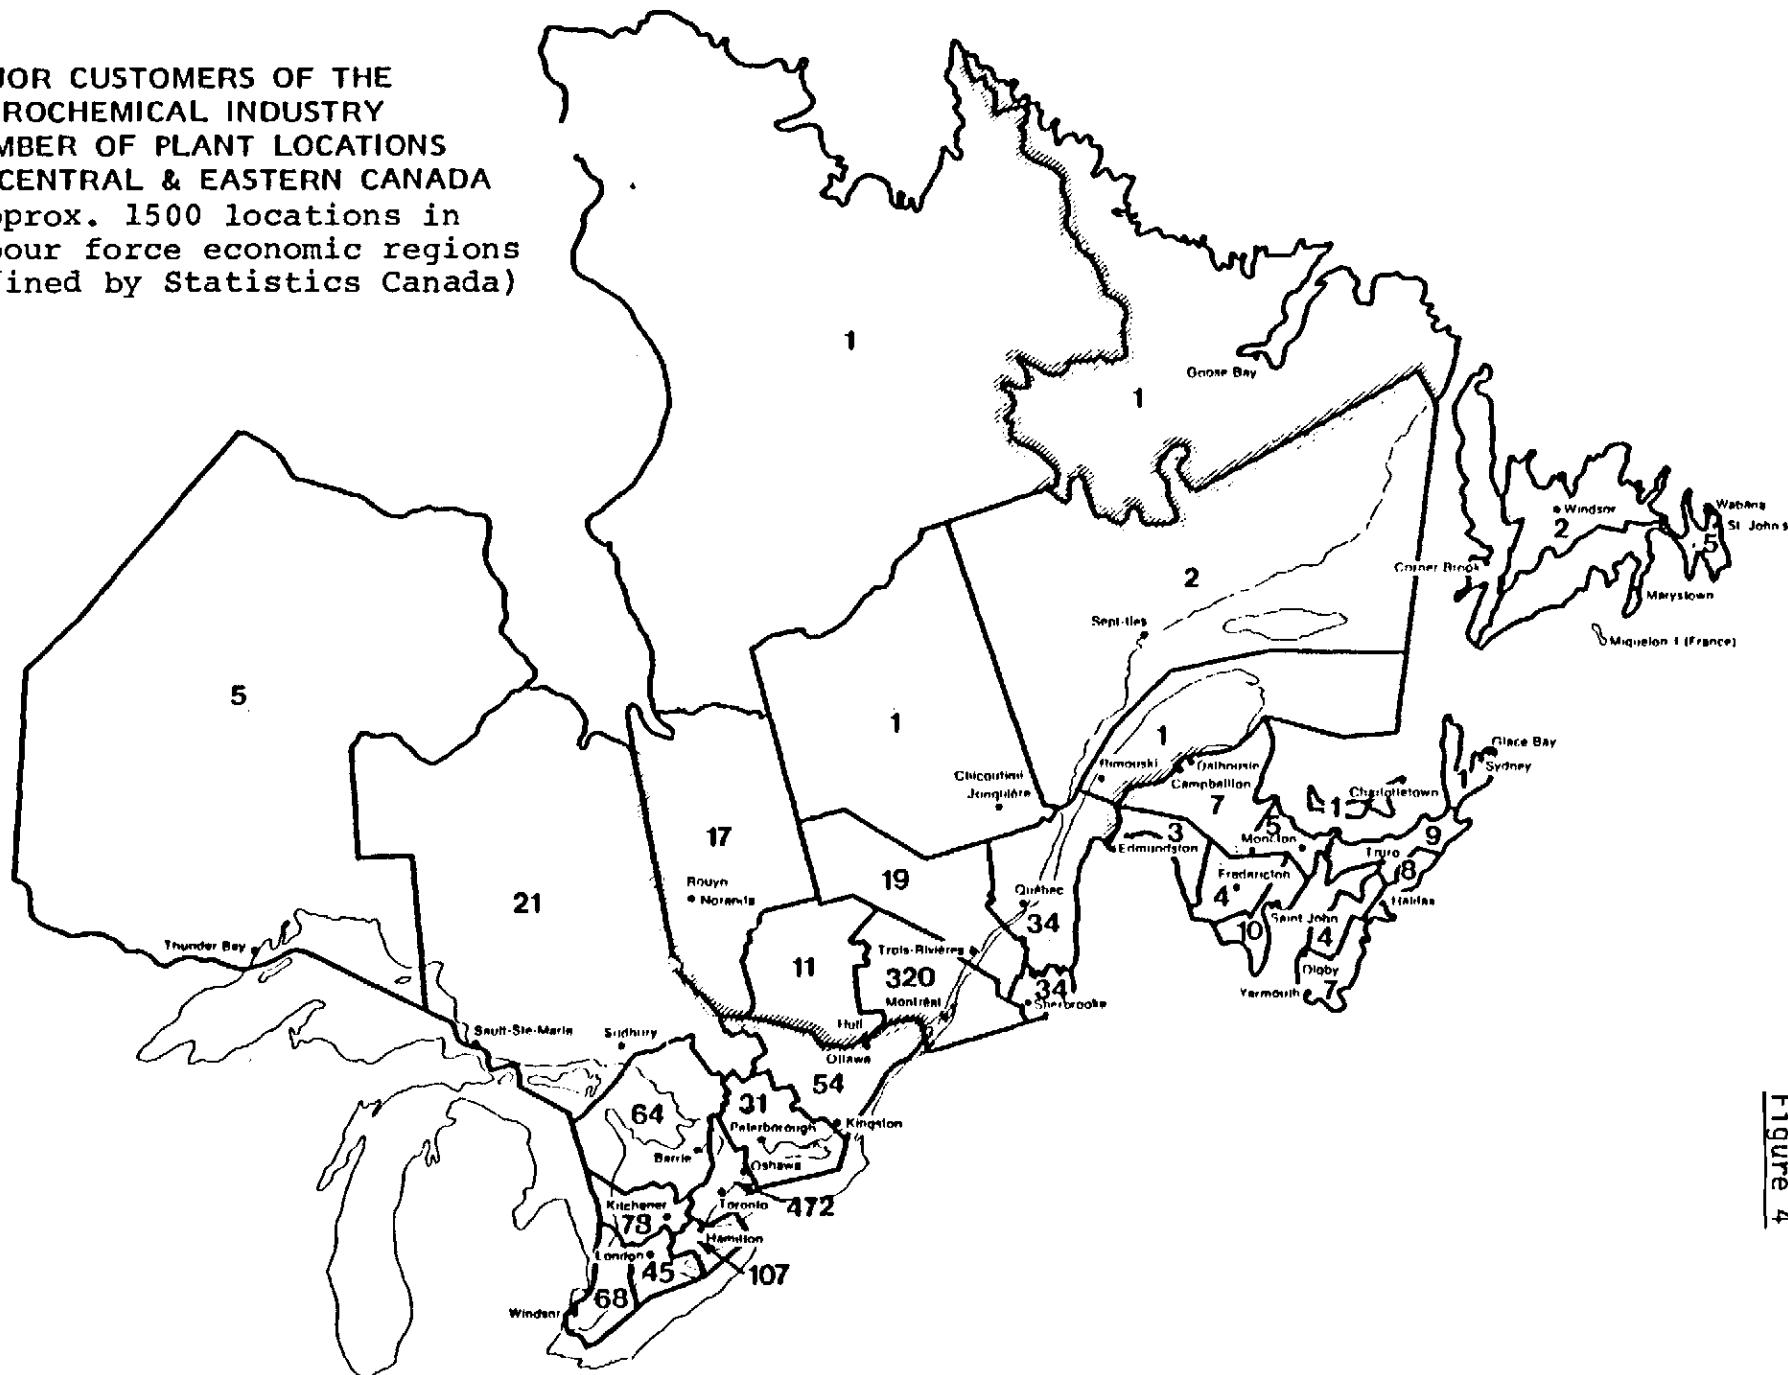 JOR CUSTOMERS OF THE
ROCHEMICAL INDUSTRY
MBER OF PLANT LOCATIONS
CENTRAL & EASTERN CANADA
pprox. 1500 locations in
bour force economic regions
fined by Statistics Canada)
1
1
Goose Bay
Windsor
2
Wabana
St. John's
5
Corner Brook
Marystown
Miquelon 1 (France)
2
Sept-Iles
5
1
1
Rimouski
Dalhousie
Campbellton
7
Glace Bay
Sydney
1
Charlottetown
1
Chicoutimi
Jonquière
17
21
Rouyn
Noranda
19
3
Edmundston
5
Moncton
9
Truro
8
Fredericton
4
Halifax
Saint John
10
4
Digby
Yarmouth
7
Québec
34
Thunder Bay
11
Trois-Rivières
320
Montréal
34
Sherbrooke
Hull
Ottawa
54
Sault-Ste-Marie
Sudbury
64
31
Peterborough
Kingston
Barrie
Oshawa
Kitchener
78
Toronto
472
Hamilton
London
45
107
68
Windsor
Figure 4